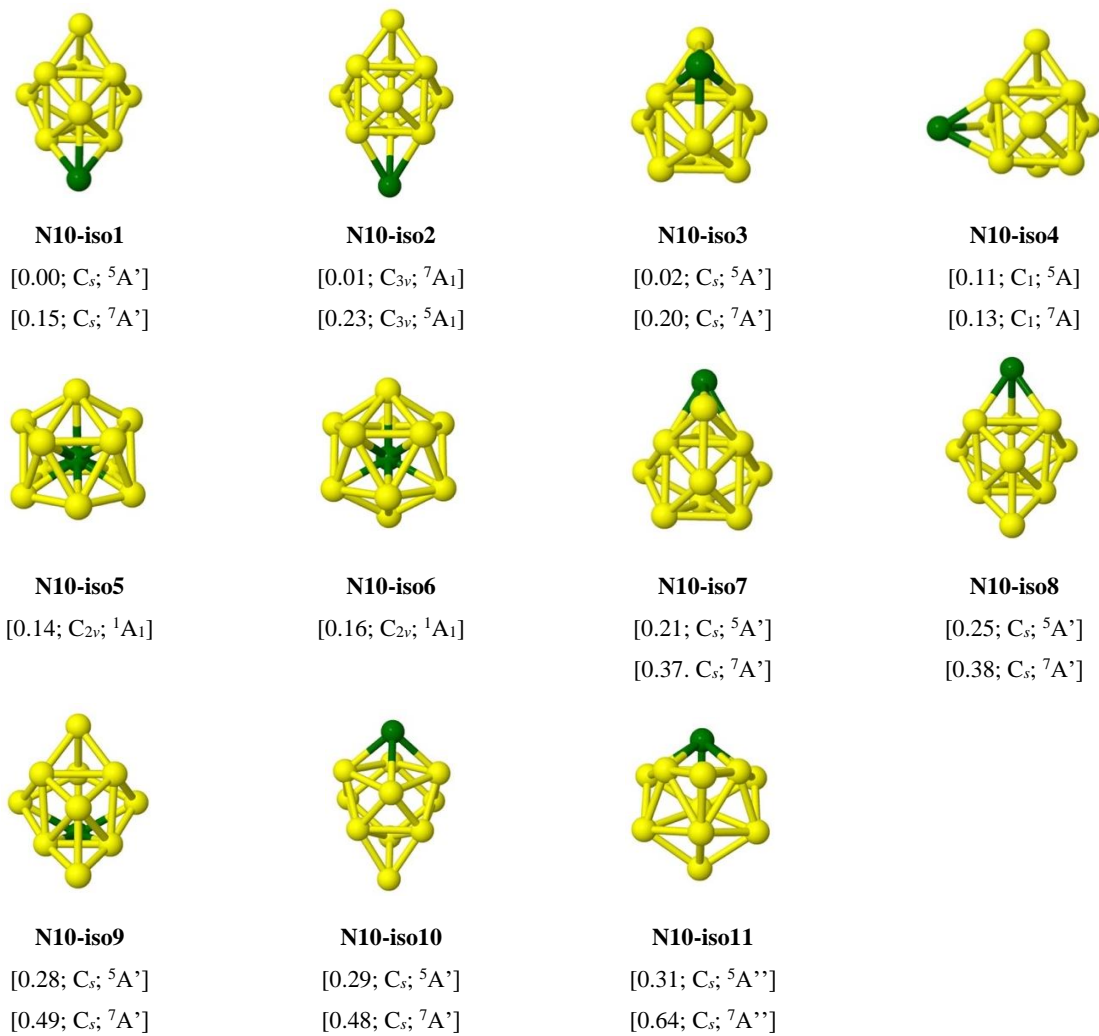 N10-iso1 N10-iso2 N10-iso3 N10-iso4
[0.00; Cs; ⁵A’] [0.01; C3v; ⁷A1] [0.02; Cs; ⁵A’] [0.11; C1; ⁵A]
[0.15; Cs; ⁷A’] [0.23; C3v; ⁵A1] [0.20; Cs; ⁷A’] [0.13; C1; ⁷A]
N10-iso5 N10-iso6 N10-iso7 N10-iso8
[0.14; C2v; ¹A1] [0.16; C2v; ¹A1] [0.21; Cs; ⁵A’] [0.25; Cs; ⁵A’]
[0.37. Cs; ⁷A’] [0.38; Cs; ⁷A’]
N10-iso9 N10-iso10 N10-iso11
[0.28; Cs; ⁵A’] [0.29; Cs; ⁵A’] [0.31; Cs; ⁵A’’]
[0.49; Cs; ⁷A’] [0.48; Cs; ⁷A’] [0.64; Cs; ⁷A’’]